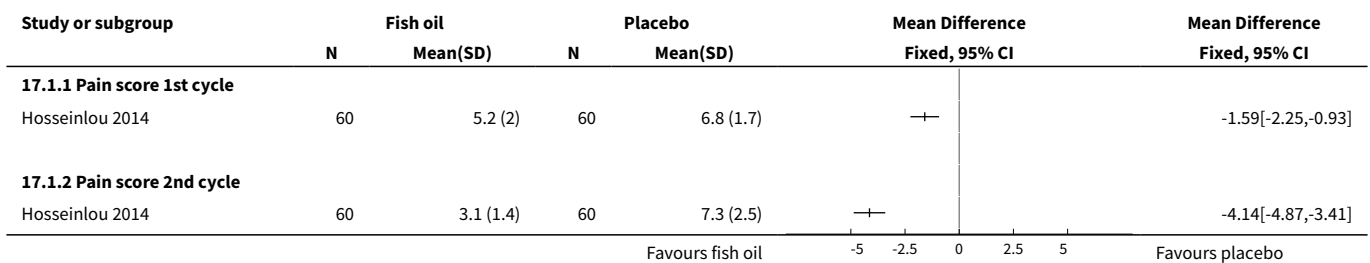 Study or subgroup Fish oil Placebo Mean Difference Mean Difference
N Mean(SD) N Mean(SD) Fixed, 95% CI Fixed, 95% CI
17.1.1 Pain score 1st cycle
Hosseinlou 2014 60 5.2 (2) 60 6.8 (1.7) -1.59[-2.25,-0.93]
17.1.2 Pain score 2nd cycle
Hosseinlou 2014 60 3.1 (1.4) 60 7.3 (2.5) -4.14[-4.87,-3.41]
Favours fish oil -5 -2.5 0 2.5 5 Favours placebo